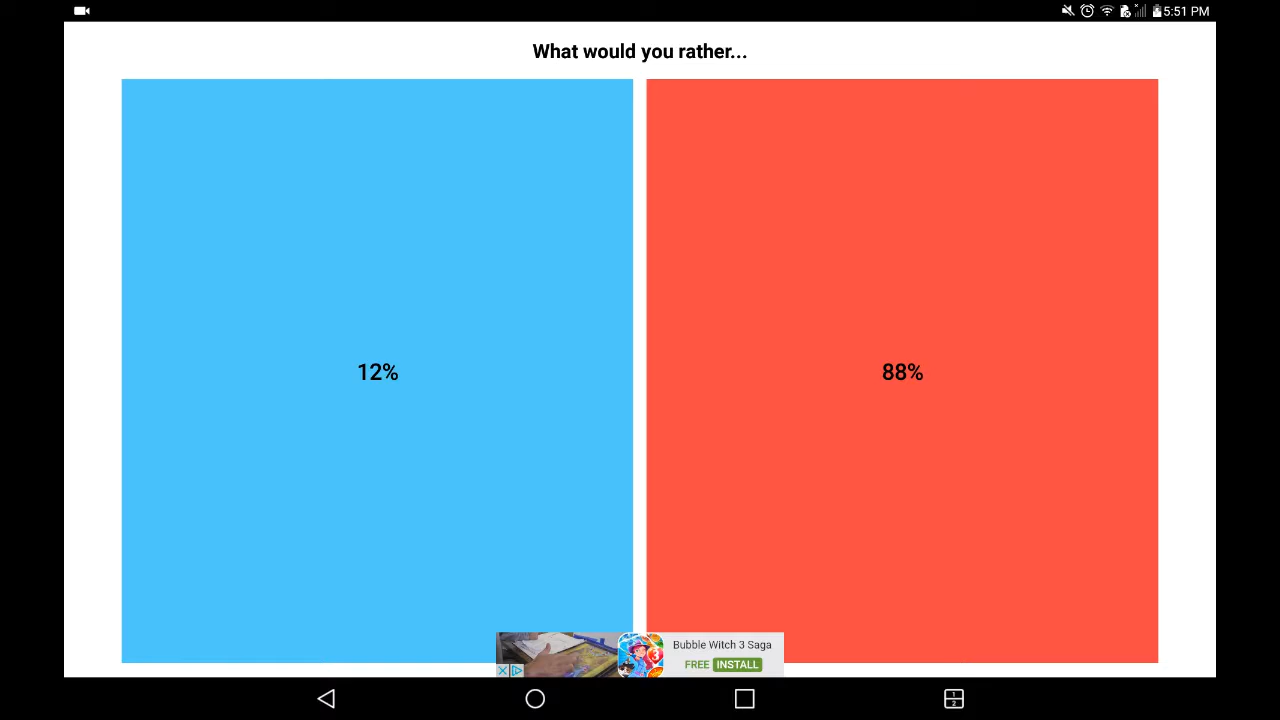 5:51 PM
What would you rather...
12%
88%
Bubble Witch 3 Saga
FREE INSTALL